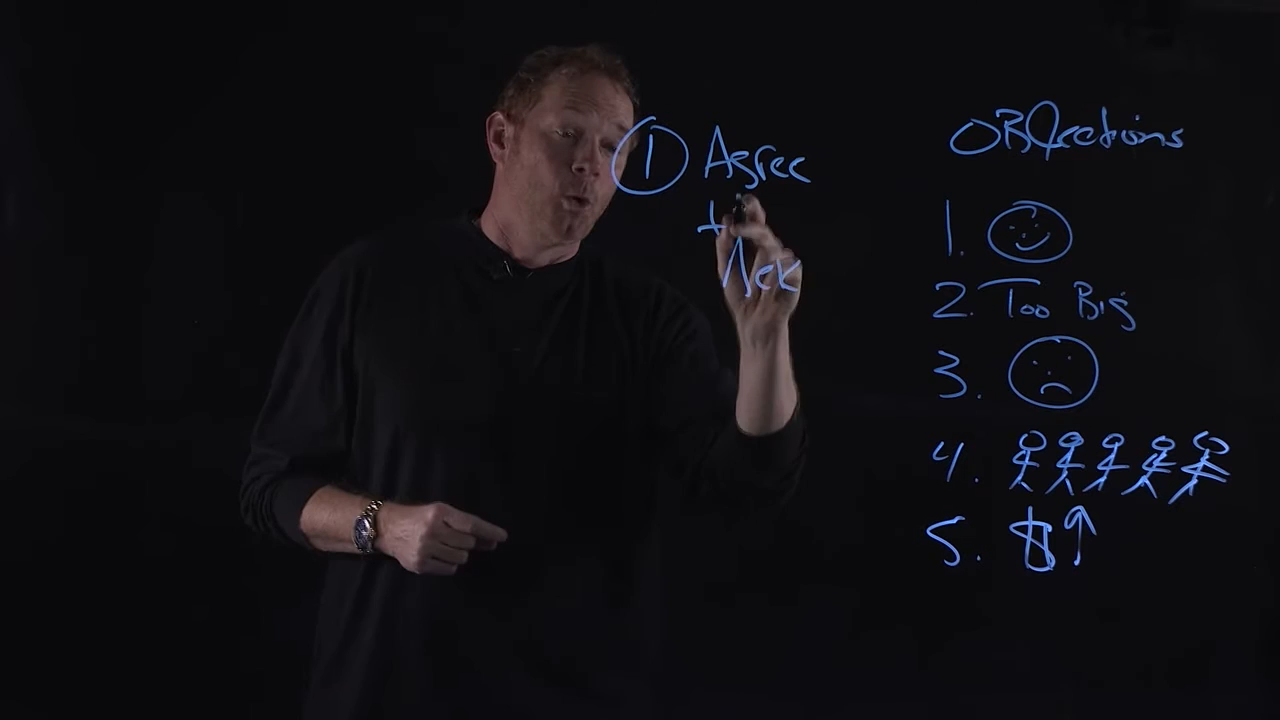 1 Agree
+
OBJections
1.
2. Too Big
3.
4.
5. $↑